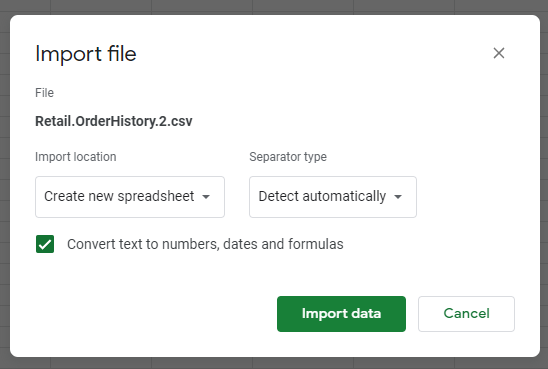 Import file
File
Retail.OrderHistory.2.csv
Import location
Separator type
Create new spreadsheet
Detect automatically
Convert text to numbers, dates and formulas
Import data
Cancel